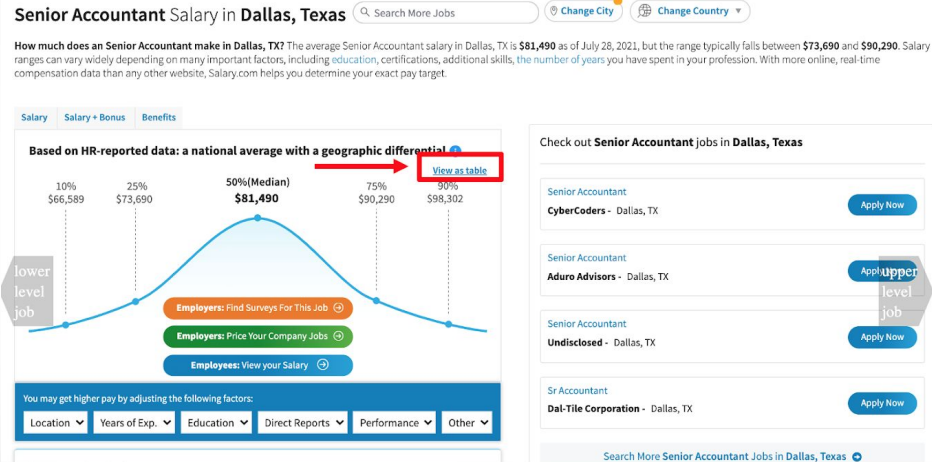 Senior Accountant Salary in Dallas, Texas
Search More Jobs
Change City
Change Country
How much does an Senior Accountant make in Dallas, TX? The average Senior Accountant salary in Dallas, TX is $81,490 as of July 28, 2021, but the range typically falls between $73,690 and $90,290. Salary
ranges can vary widely depending on many important factors, including education, certifications, additional skills, the number of years you have spent in your profession. With more online, real-time
compensation data than any other website, Salary.com helps you determine your exact pay target.
Salary
Salary + Bonus
Benefits
Based on HR-reported data: a national average with a geographic differential
View as table
10%
$66,589
25%
$73,690
50%(Median)
$81,490
75%
$90,290
90%
$98,302
lower
level
job
Employers: Find Surveys For This Job
Employers: Price Your Company Jobs
Employees: View your Salary
You may get higher pay by adjusting the following factors:
Location
Years of Exp.
Education
Direct Reports
Performance
Other
Check out Senior Accountant jobs in Dallas, Texas
Senior Accountant
CyberCoders - Dallas, TX
Apply Now
Senior Accountant
Aduro Advisors - Dallas, TX
Apply Now
upper
level
job
Senior Accountant
Undisclosed - Dallas, TX
Apply Now
Sr Accountant
Dal-Tile Corporation - Dallas, TX
Apply Now
Search More Senior Accountant Jobs in Dallas, Texas